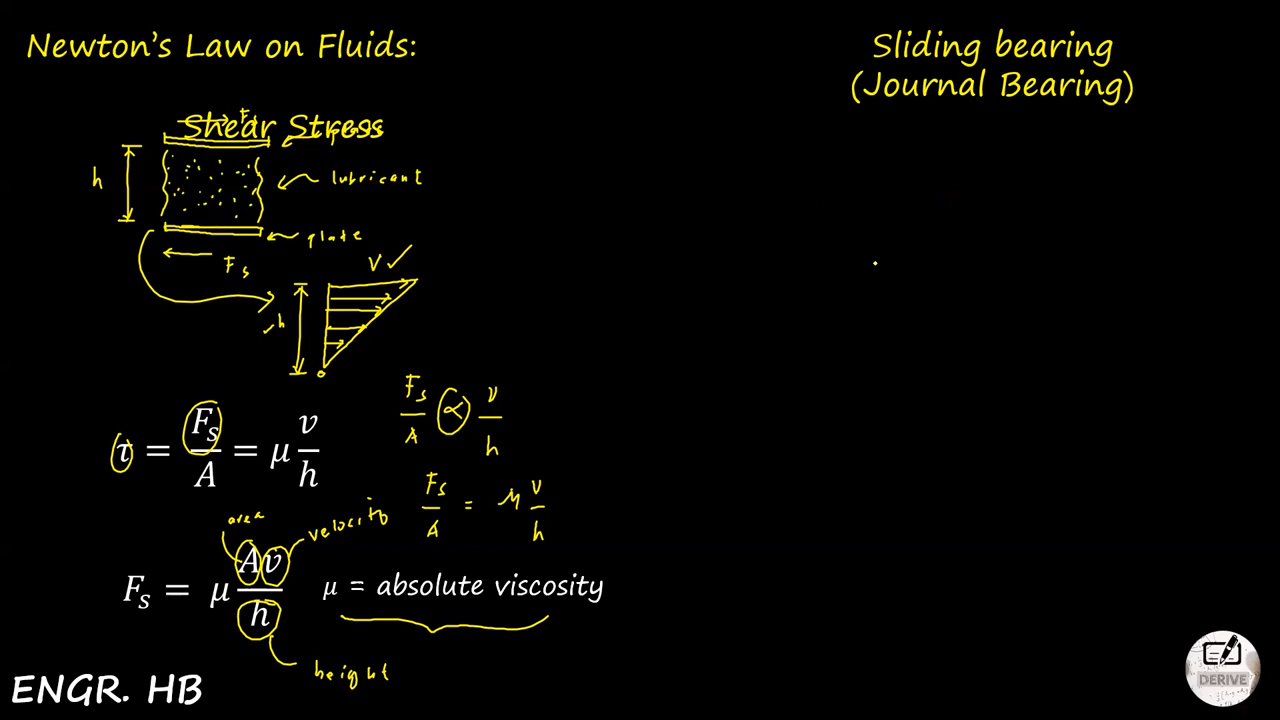 Newton's Law on Fluids:
Sliding bearing
(Journal Bearing)
Shear Stress
h
lubricant
plate
Fs
V
h
Fs/A ∝ v/h
τ = Fs/A = μ v/h
Fs/A = μ v/h
area
velocity
Fs = μ Av/h
μ = absolute viscosity
height
ENGR. HB
DERIVE